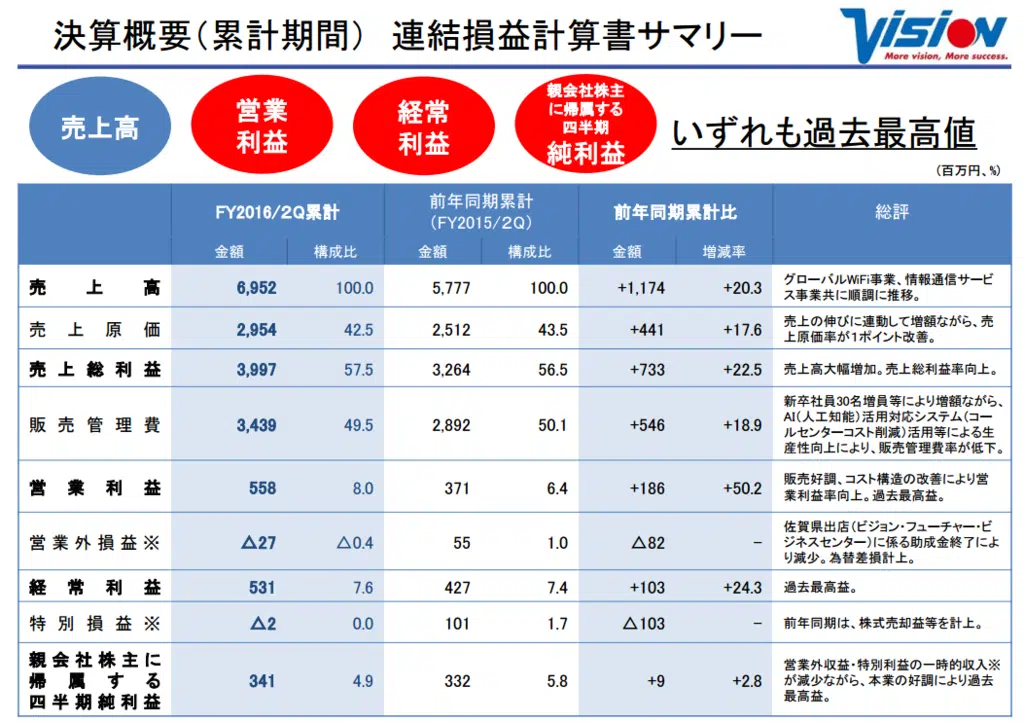 決算概要（累計期間） 連結損益計算書サマリー
VISION
More vision, More success.
売上高
営業
利益
経常
利益
親会社株主
に帰属する
四半期
純利益
いずれも過去最高値
（百万円、％）
FY2016/２Q累計
前年同期累計
（FY2015/２Q）
前年同期累計比
総評
金額 構成比 金額 構成比 金額 増減率
売上高 6,952 100.0 5,777 100.0 +1,174 +20.3
グローバルWiFi事業、情報通信サービ
ス事業共に順調に推移。
売上原価 2,954 42.5 2,512 43.5 +441 +17.6
売上の伸びに連動して増額ながら、売
上原価率が１ポイント改善。
売上総利益 3,997 57.5 3,264 56.5 +733 +22.5 売上高大幅増加。売上総利益率向上。
販売管理費 3,439 49.5 2,892 50.1 +546 +18.9
新卒社員30名増員等により増額ながら、
AI（人工知能）活用対応システム（コー
ルセンターコスト削減）活用等による生
産性向上により、販売管理費率が低下。
営業利益 558 8.0 371 6.4 +186 +50.2
販売好調、コスト構造の改善により営
業利益率向上。過去最高益。
営業外損益※ △27 △0.4 55 1.0 △82 −
佐賀県出店（ビジョン・フューチャー・ビ
ジネスセンター）に係る助成金終了によ
り減少。為替差損計上。
経常利益 531 7.6 427 7.4 +103 +24.3 過去最高益。
特別損益※ △2 0.0 101 1.7 △103 − 前年同期は、株式売却益等を計上。
親会社株主に
帰属する
四半期純利益
341 4.9 332 5.8 +9 +2.8
営業外収益・特別利益の一時的収入※
が減少ながら、本業の好調により過去
最高益。